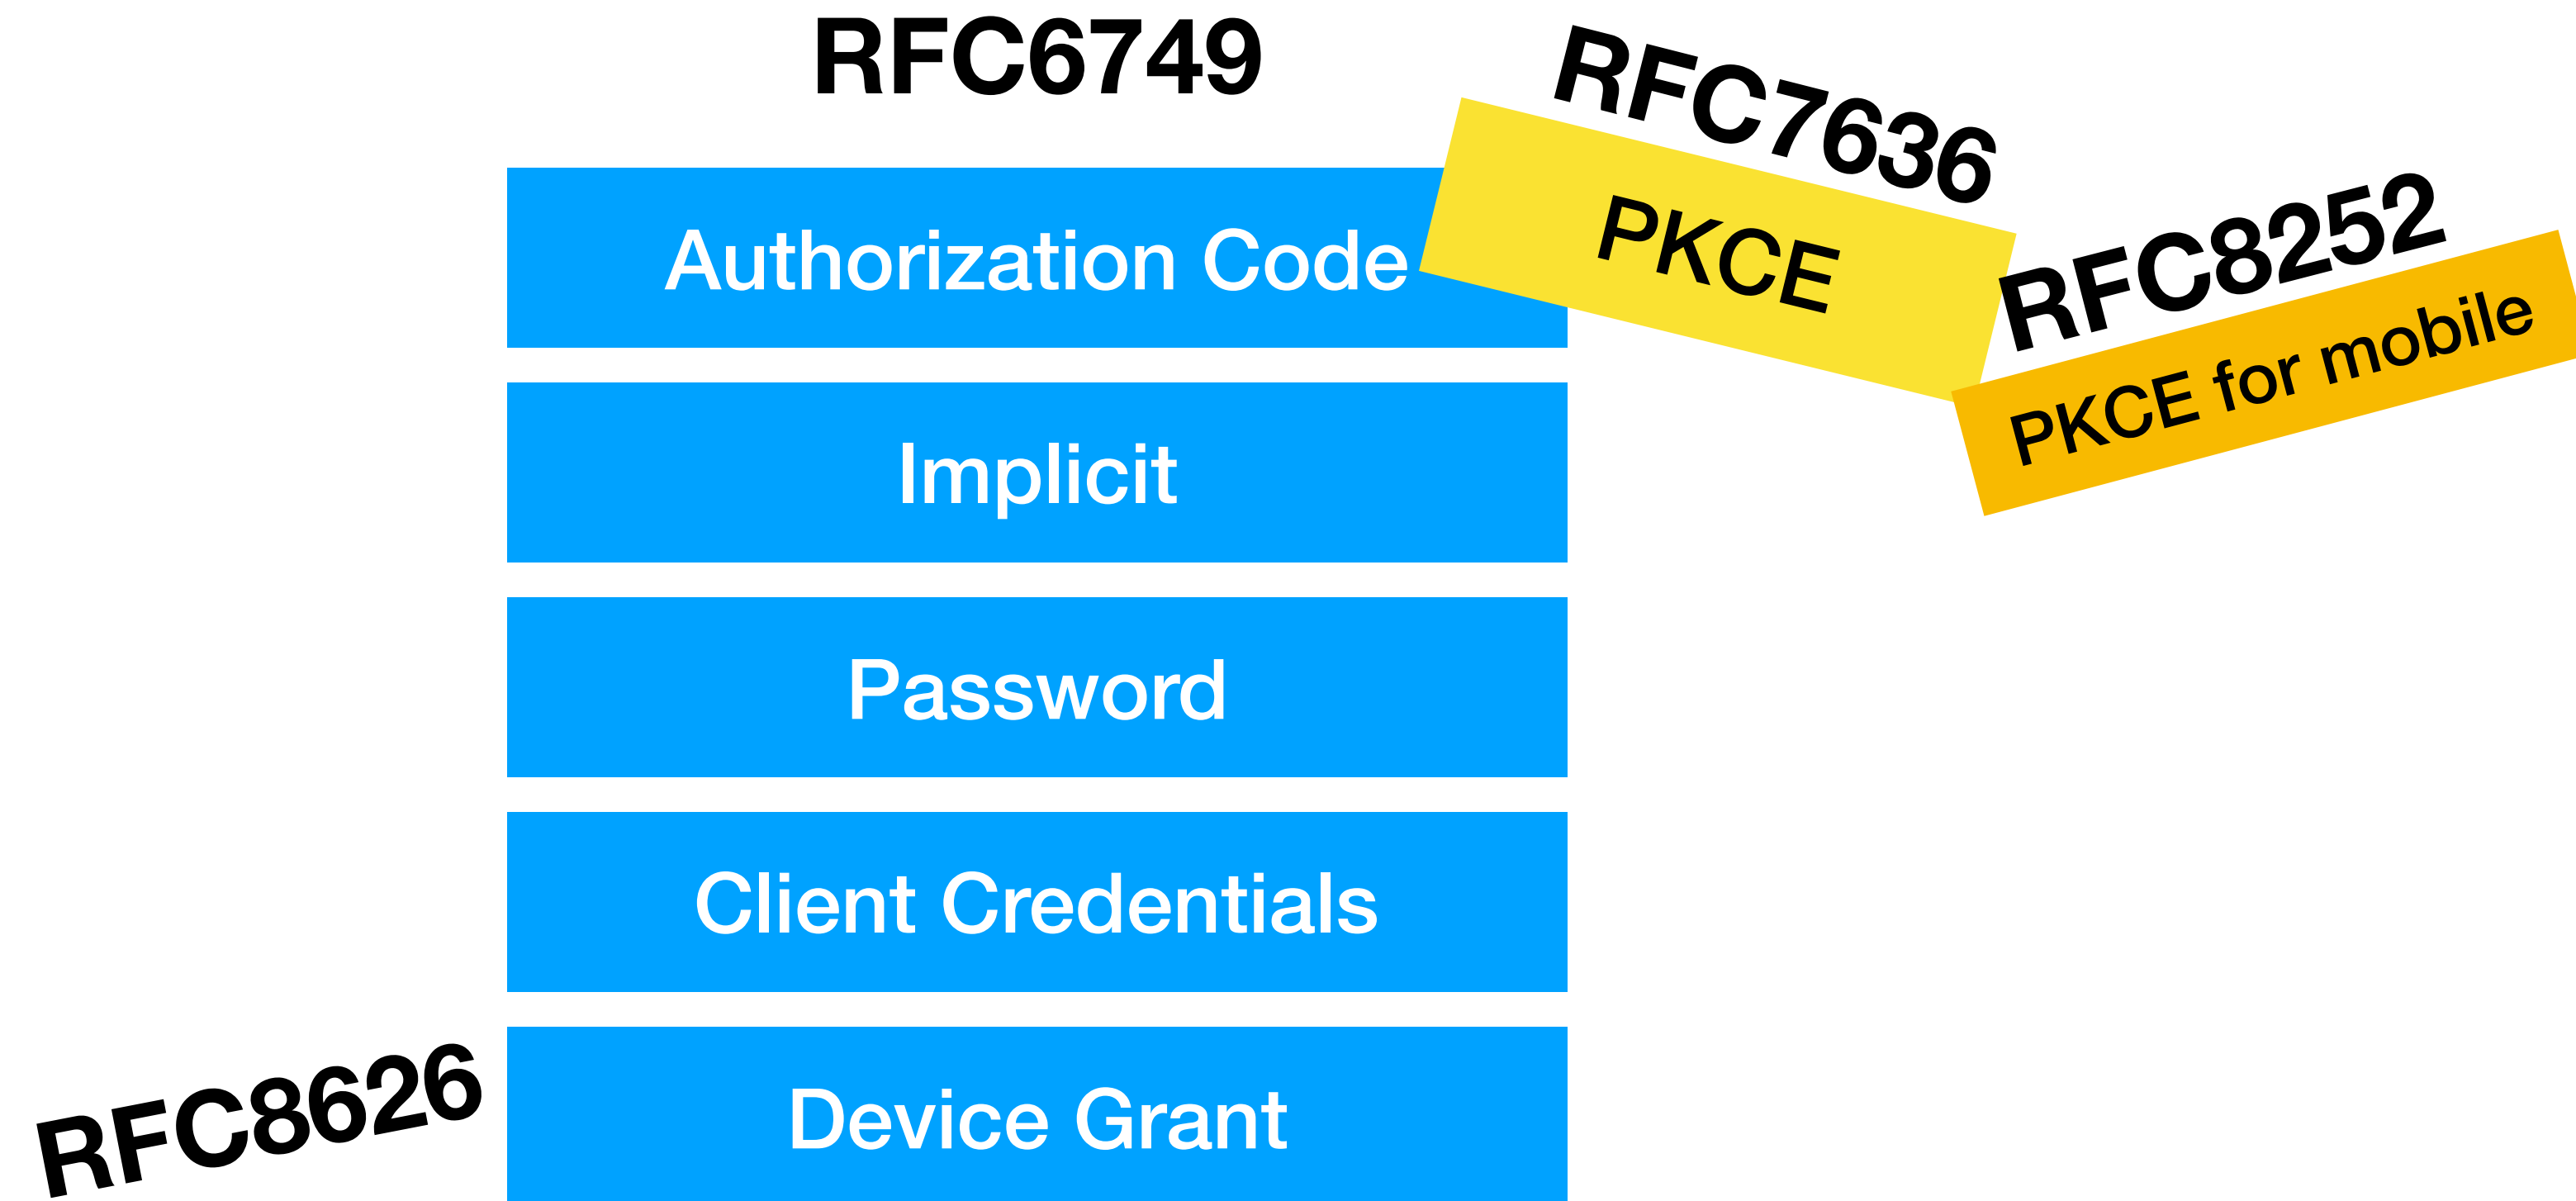 RFC6749
RFC7636
Authorization Code
PKCE
RFC8252
PKCE for mobile
Implicit
Password
Client Credentials
RFC8626
Device Grant